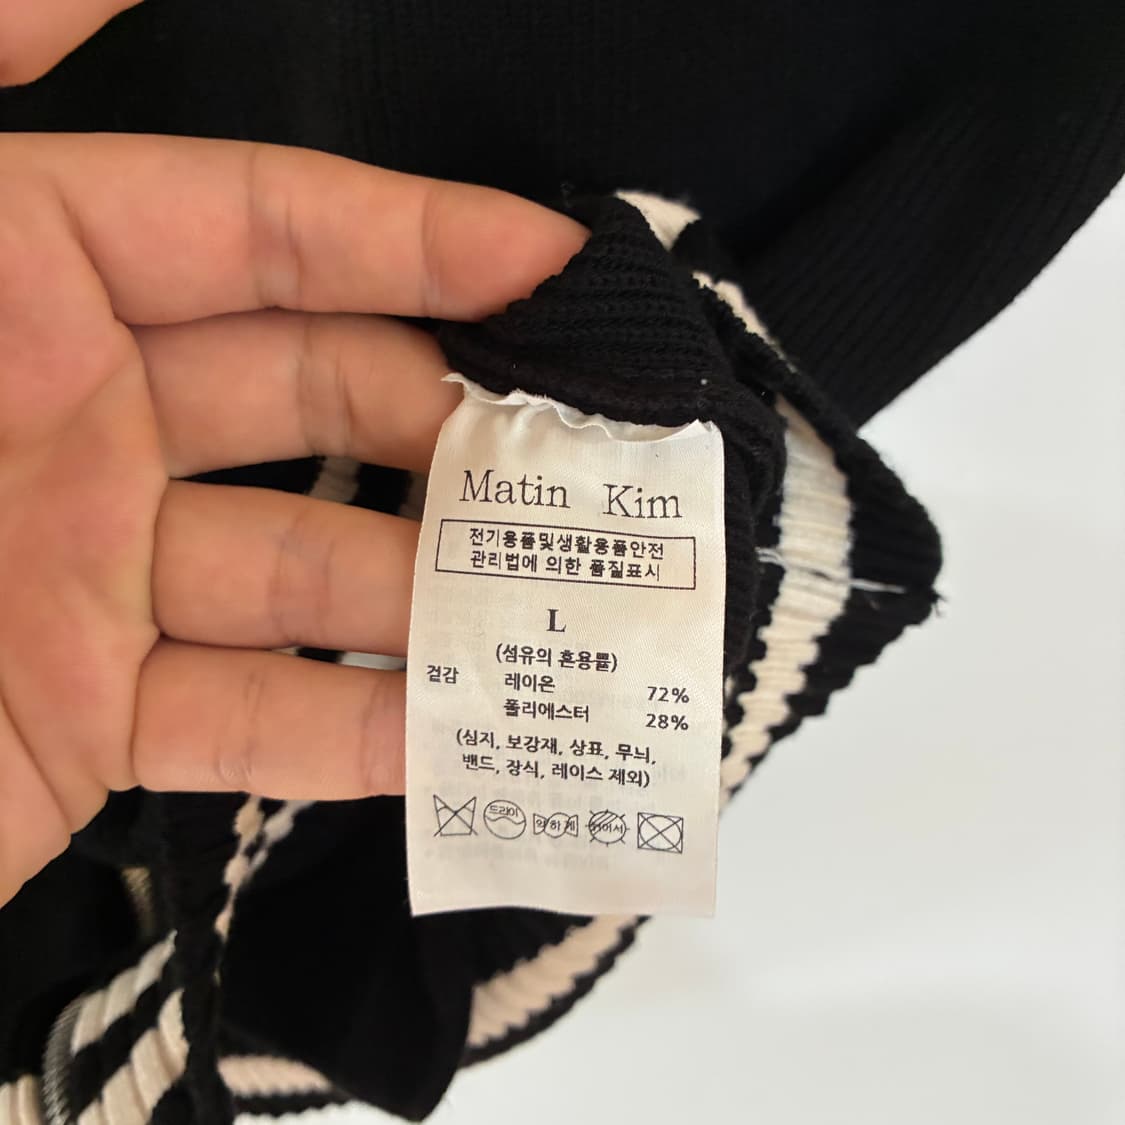 Matin Kim
전기용품및생활용품안전
관리법에 의한 품질표시
L
(섬유의 혼용률)
겉감 레이온 72%
폴리에스터 28%
(심지, 보강재, 상표, 무늬,
밴드, 장식, 레이스 제외)
드라이 약하게